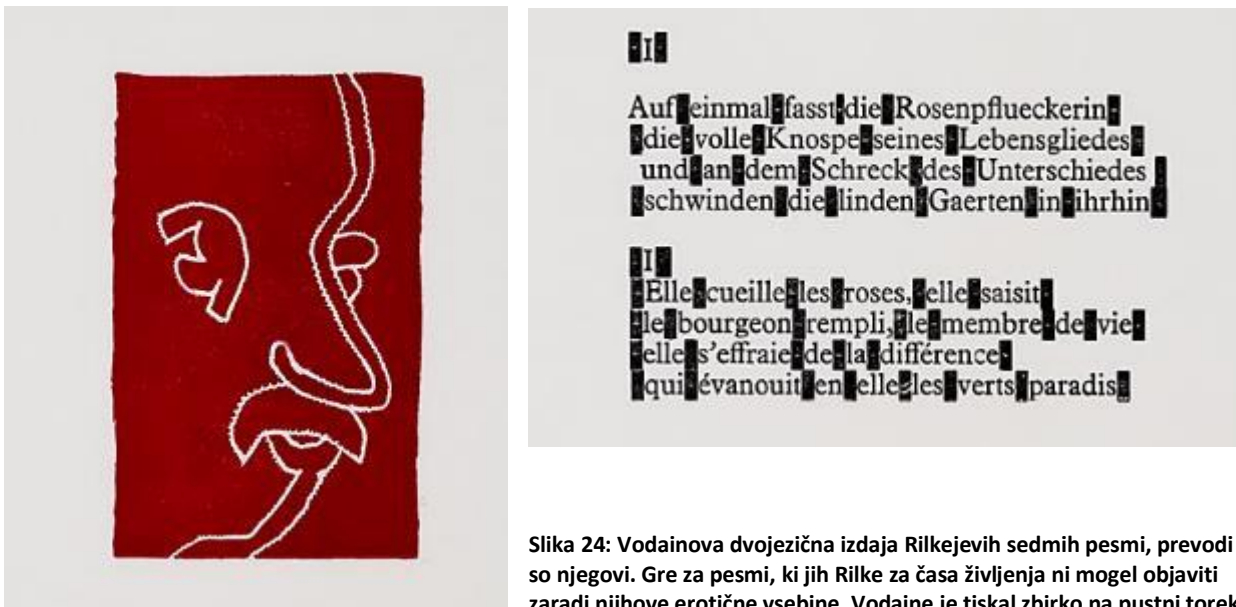 I
Auf einmal fasst die Rosenpflueckerin
die volle Knospe seines Lebensgliedes
und an dem Schreck des Unterschiedes
schwinden die linden Gaerten in ihrhin
I
Elle cueille les roses, elle saisit
le bourgeon rempli, le membre de vie
elle s'effraie de la différence
qui évanouit en elle les verts paradis
Slika 24: Vodainova dvojezična izdaja Rilkejevih sedmih pesmi, prevodi
so njegovi. Gre za pesmi, ki jih Rilke za časa življenja ni mogel objaviti
zaradi njihove erotične vsebine. Vodaine je tiskal zbirko na pustni torek